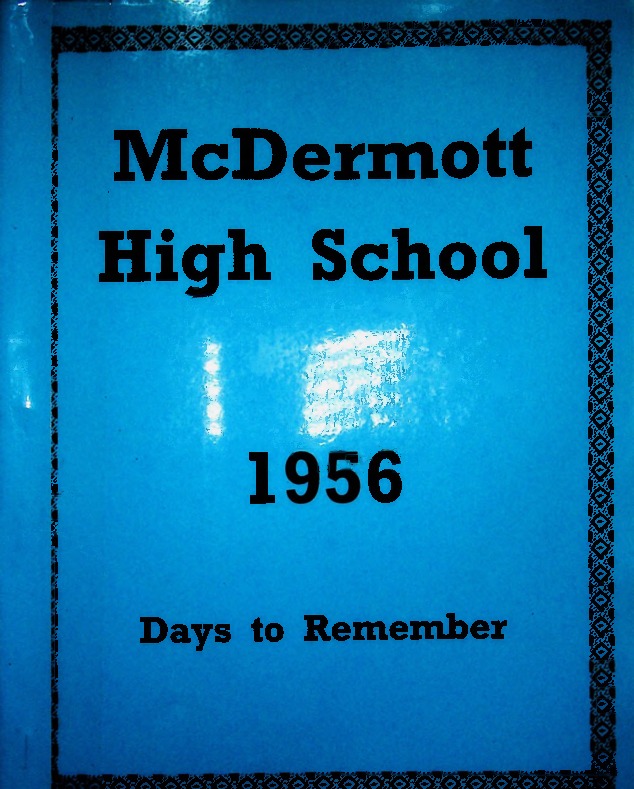 McDermott
High School
1956
Days to Remember